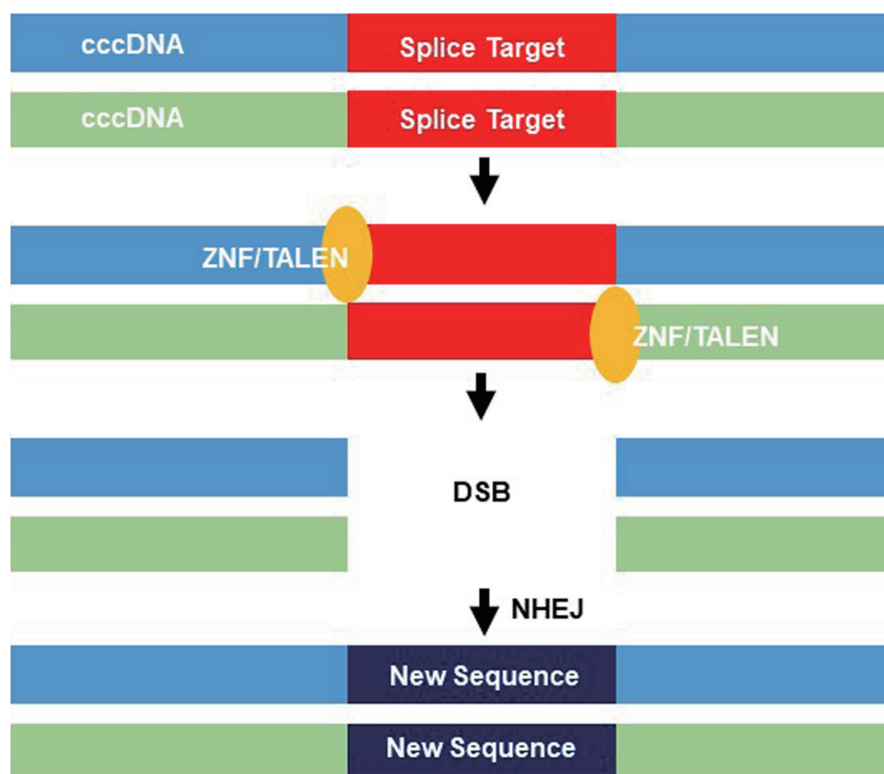 cccDNA
Splice Target
cccDNA
Splice Target
ZNF/TALEN
ZNF/TALEN
DSB
NHEJ
New Sequence
New Sequence